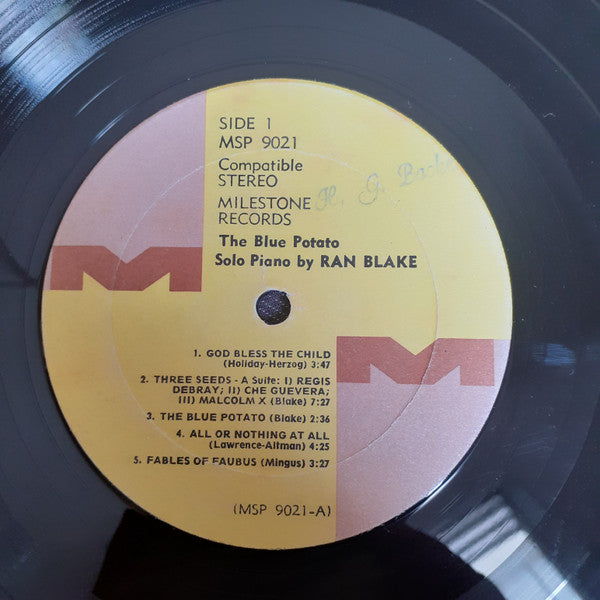 SIDE 1
MSP 9021
Compatible
STEREO
MILESTONE
RECORDS
The Blue Potato
Solo Piano by RAN BLAKE
1. GOD BLESS THE CHILD
(Holiday-Herzog) 3:47
2. THREE SEEDS - A Suite: I) REGIS
DEBRAY; II) CHE GUEVERA;
III) MALCOLM X (Blake) 7:27
3. THE BLUE POTATO (Blake) 2:36
4. ALL OR NOTHING AT ALL
(Lawrence-Altman) 4:25
5. FABLES OF FAUBUS (Mingus) 3:27
(MSP 9021-A)